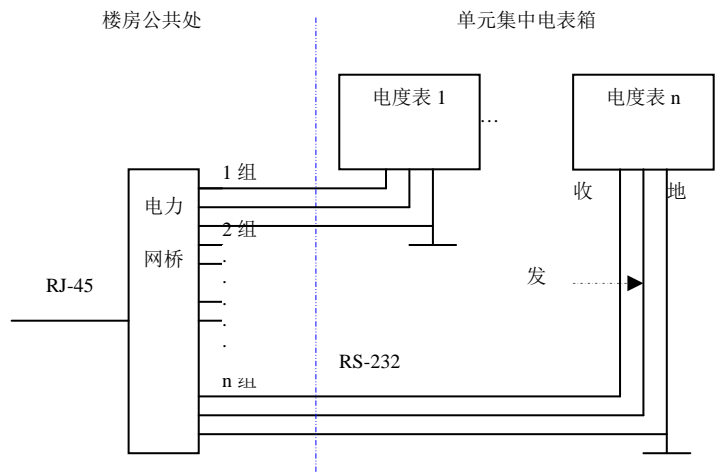 楼房公共处
单元集中电表箱
电度表 1
...
电度表 n
1 组
收
地
电力
2 组
网桥
发
RJ-45
RS-232
n 组